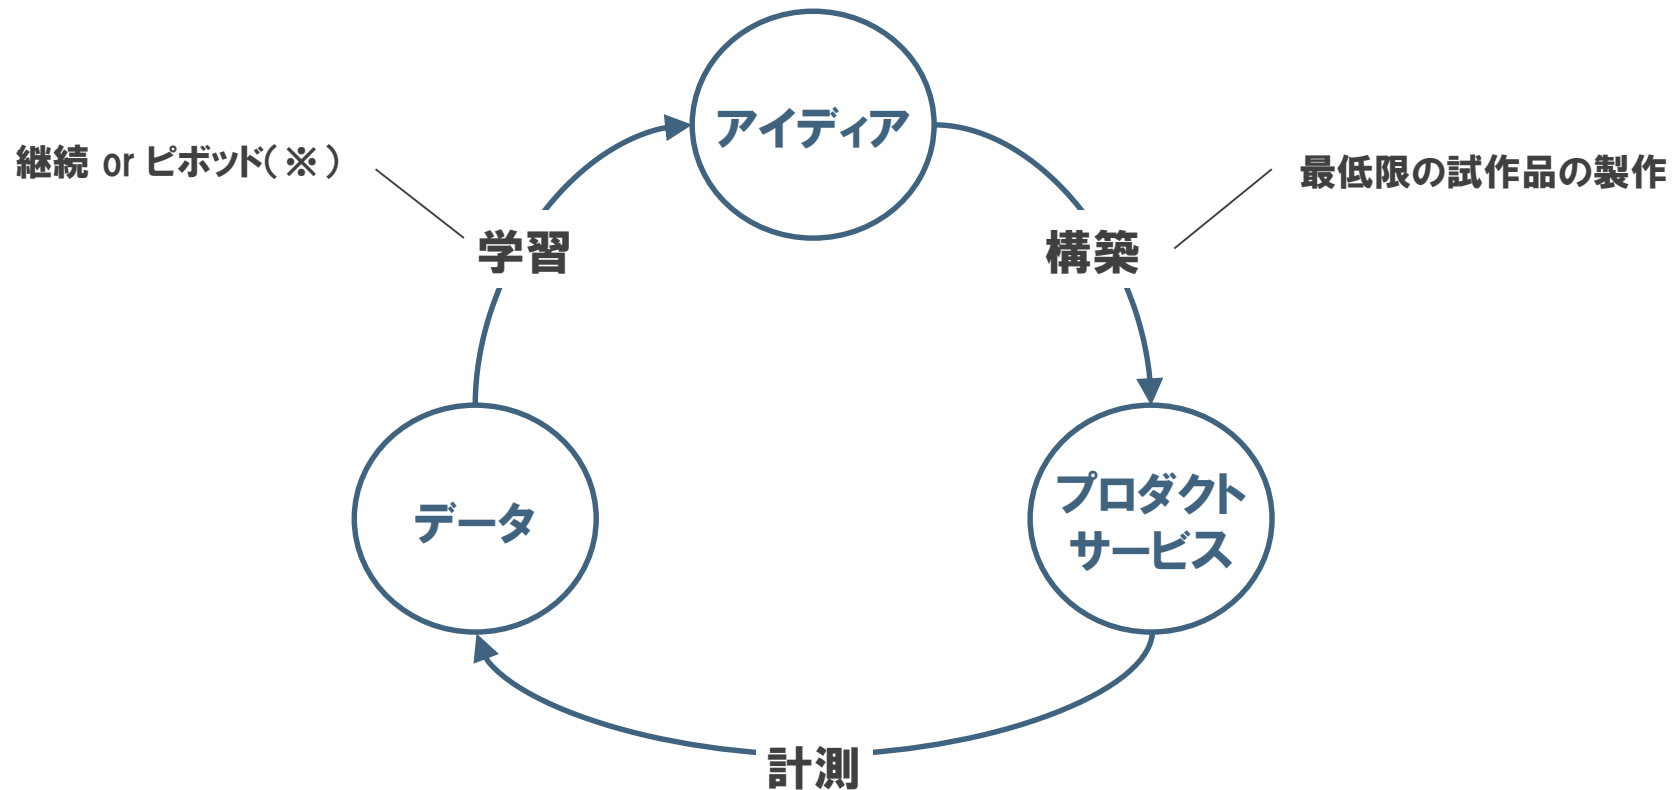 アイディア
継続 or ピボッド(※)
最低限の試作品の製作
学習
構築
データ
プロダクト
サービス
計測